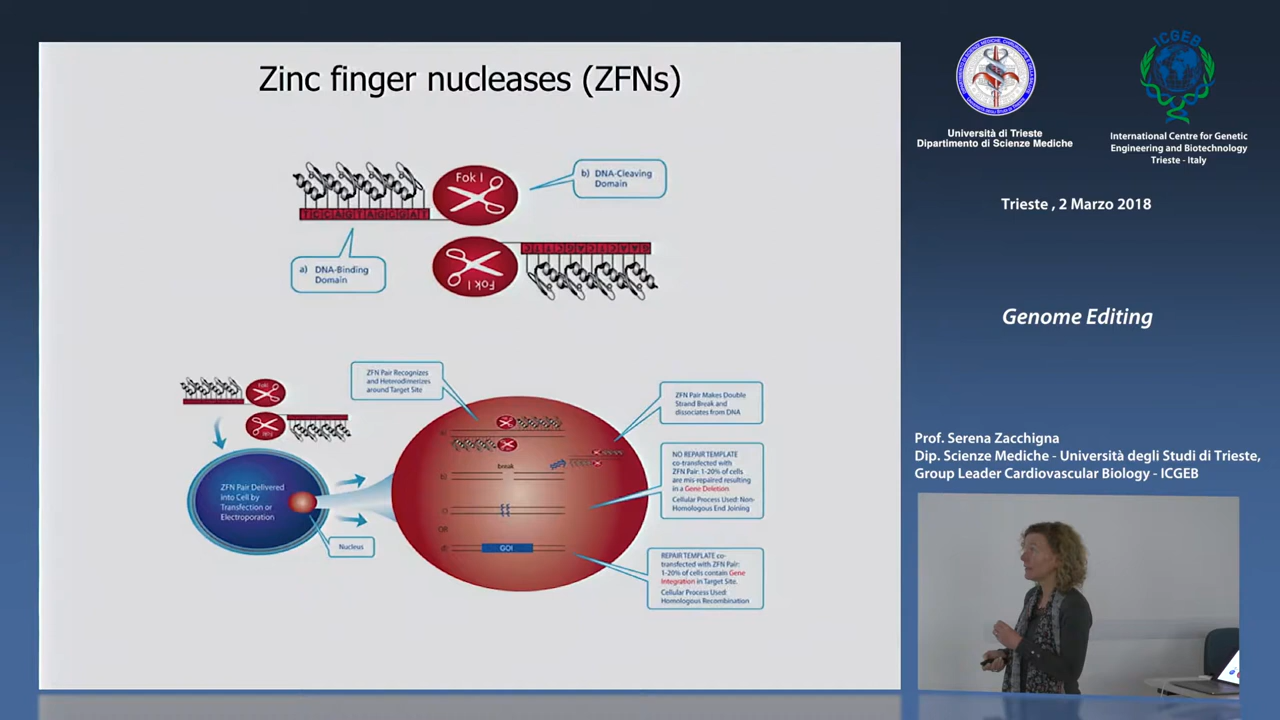 Zinc finger nucleases (ZFNs)
Fok I
b) DNA-Cleaving
Domain
TCCAGTAGCGAT
a) DNA-Binding
Domain
Fok I
ZFN Pair Recognizes
and Heterodimerizes
around Target Site
ZFN Pair Makes Double
Strand Break and
dissociates from DNA
ZFN Pair Delivered
into Cell by
Transfection or
Electroporation
Nucleus
break
OR
GOI
NO REPAIR TEMPLATE
co-transfected with
ZFN Pair: 1-20% of cells
are mis-repaired resulting
in a Gene Deletion
Cellular Process Used: Non-
Homologous End Joining
REPAIR TEMPLATE co-
transfected with ZFN Pair:
1-20% of cells contain Gene
Integration in Target Site.
Cellular Process Used:
Homologous Recombination
Università di Trieste
Dipartimento di Scienze Mediche
ICGEB
International Centre for Genetic
Engineering and Biotechnology
Trieste - Italy
Trieste , 2 Marzo 2018
Genome Editing
Prof. Serena Zacchigna
Dip. Scienze Mediche - Università degli Studi di Trieste,
Group Leader Cardiovascular Biology - ICGEB